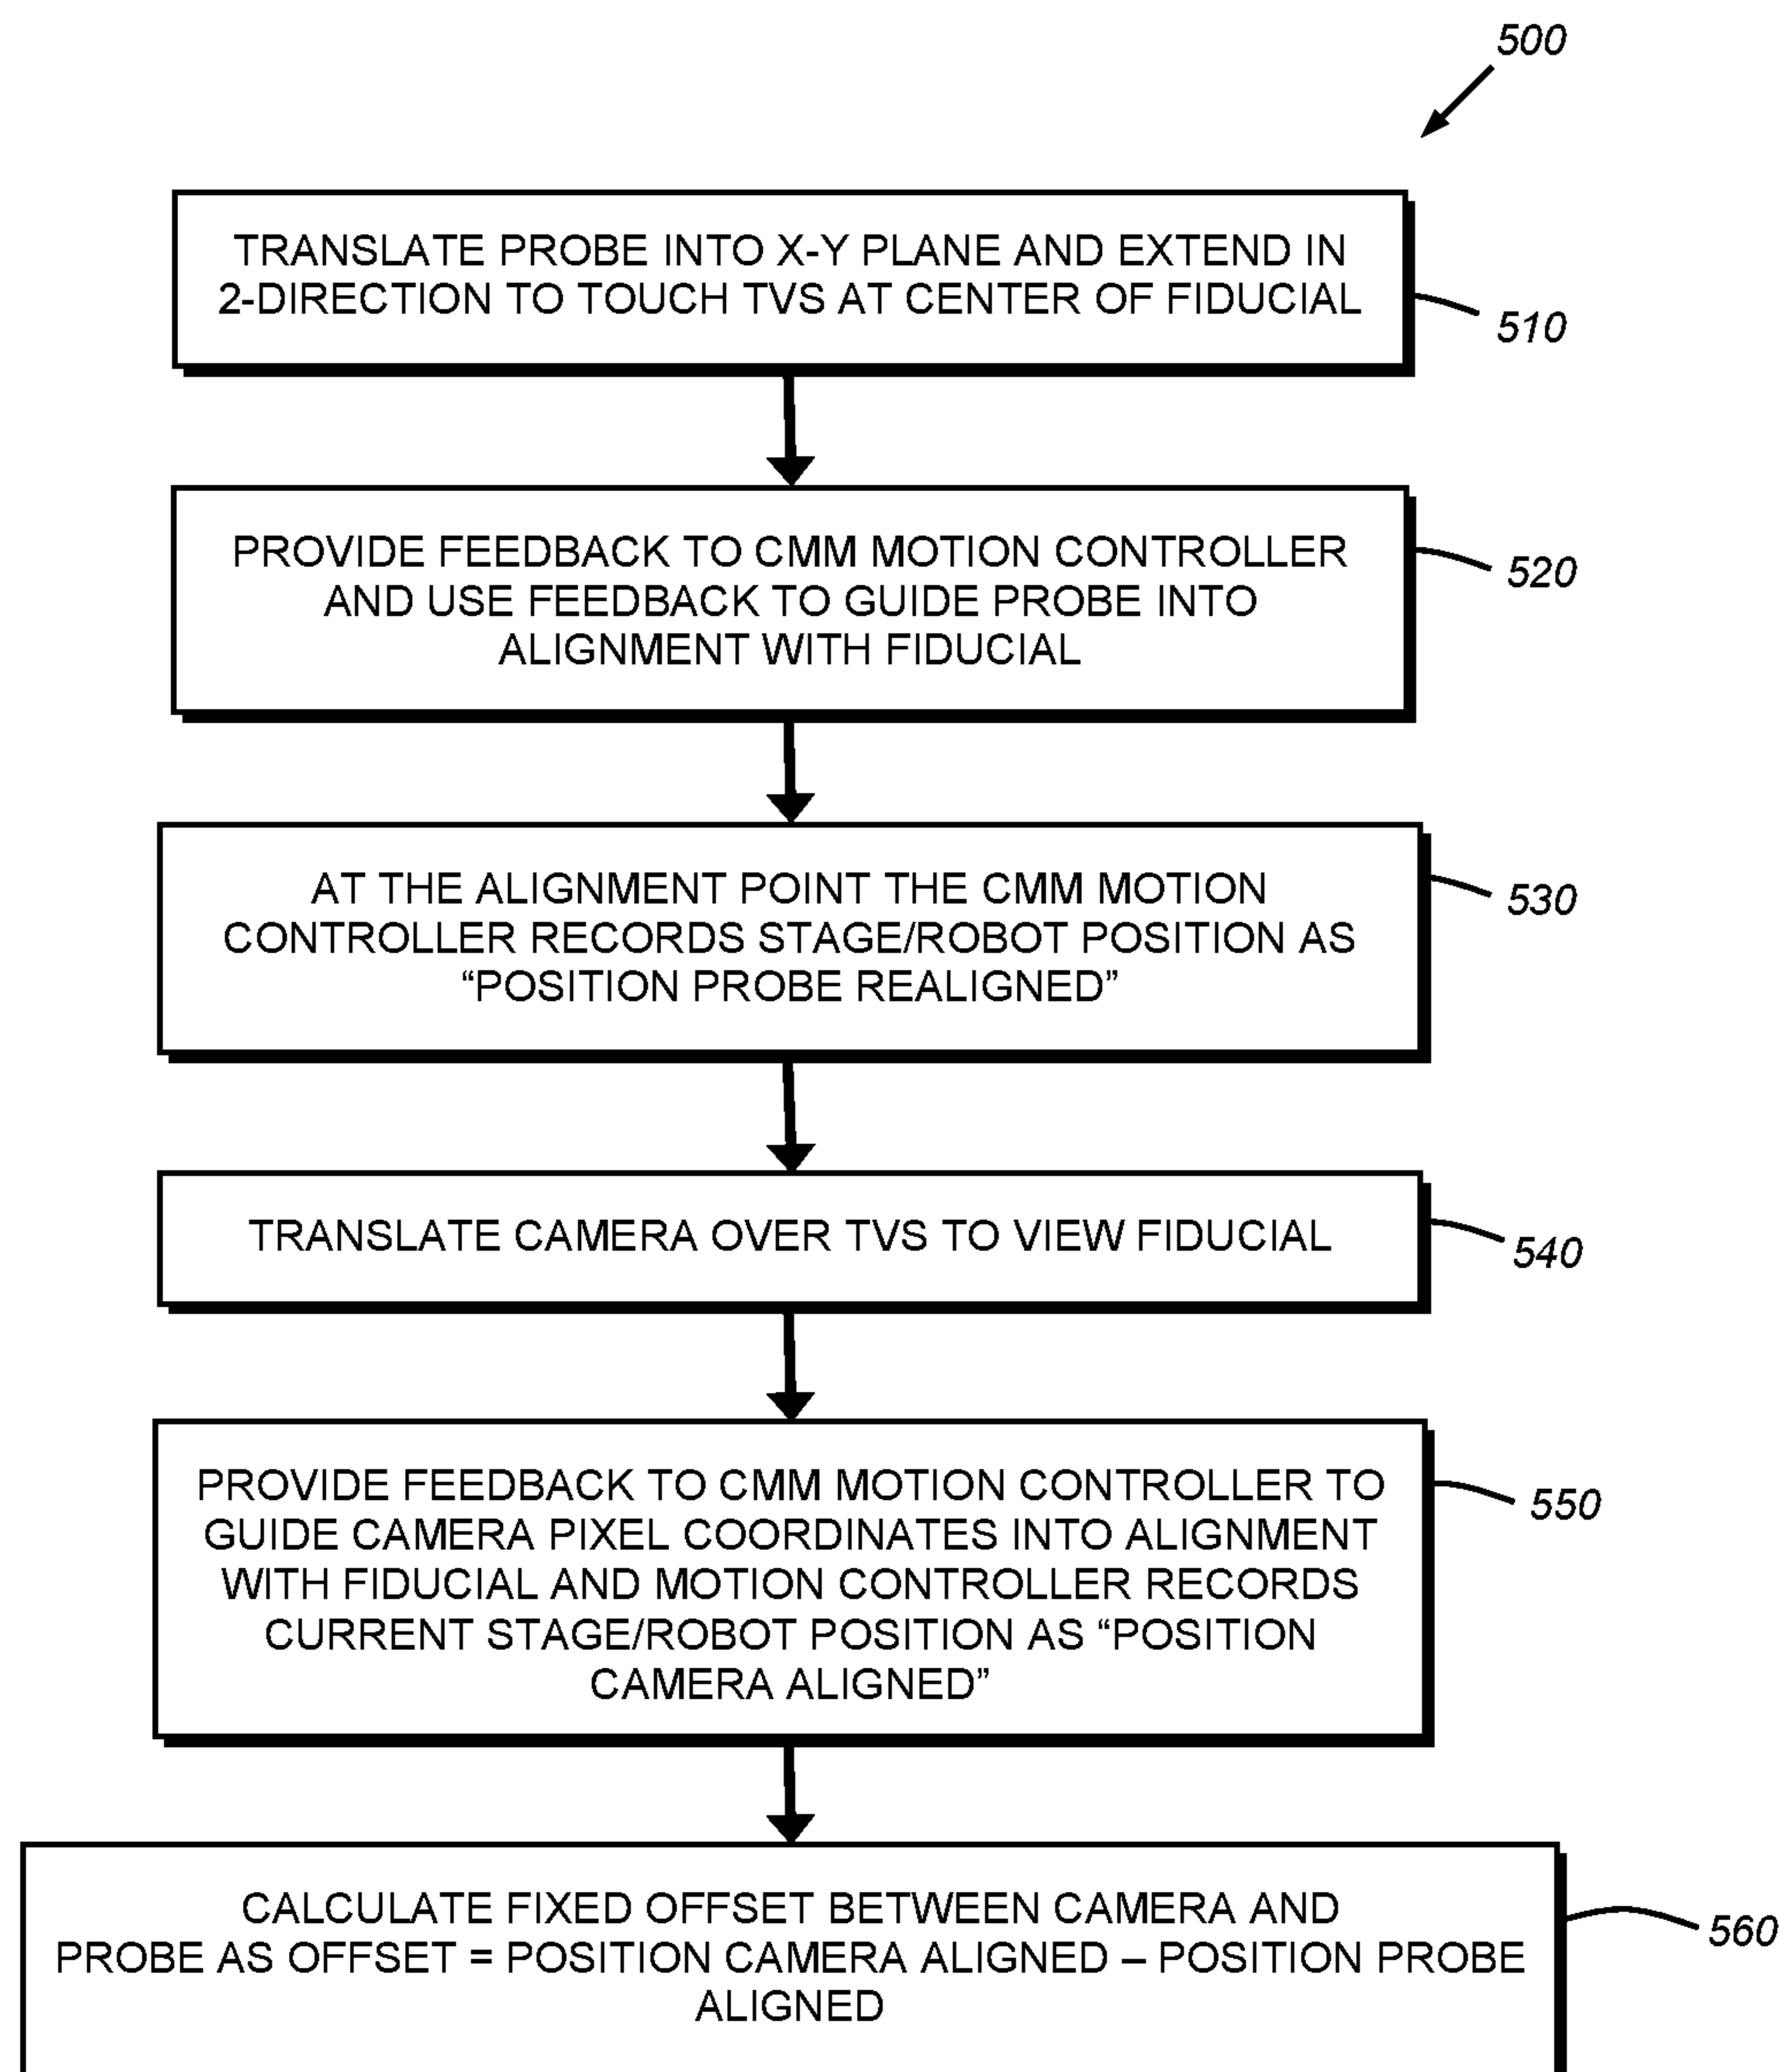 500
TRANSLATE PROBE INTO X-Y PLANE AND EXTEND IN
2-DIRECTION TO TOUCH TVS AT CENTER OF FIDUCIAL
510
PROVIDE FEEDBACK TO CMM MOTION CONTROLLER
AND USE FEEDBACK TO GUIDE PROBE INTO
ALIGNMENT WITH FIDUCIAL
520
AT THE ALIGNMENT POINT THE CMM MOTION
CONTROLLER RECORDS STAGE/ROBOT POSITION AS
“POSITION PROBE REALIGNED”
530
TRANSLATE CAMERA OVER TVS TO VIEW FIDUCIAL
540
PROVIDE FEEDBACK TO CMM MOTION CONTROLLER TO
GUIDE CAMERA PIXEL COORDINATES INTO ALIGNMENT
WITH FIDUCIAL AND MOTION CONTROLLER RECORDS
CURRENT STAGE/ROBOT POSITION AS “POSITION
CAMERA ALIGNED”
550
CALCULATE FIXED OFFSET BETWEEN CAMERA AND
PROBE AS OFFSET = POSITION CAMERA ALIGNED – POSITION PROBE
ALIGNED
560